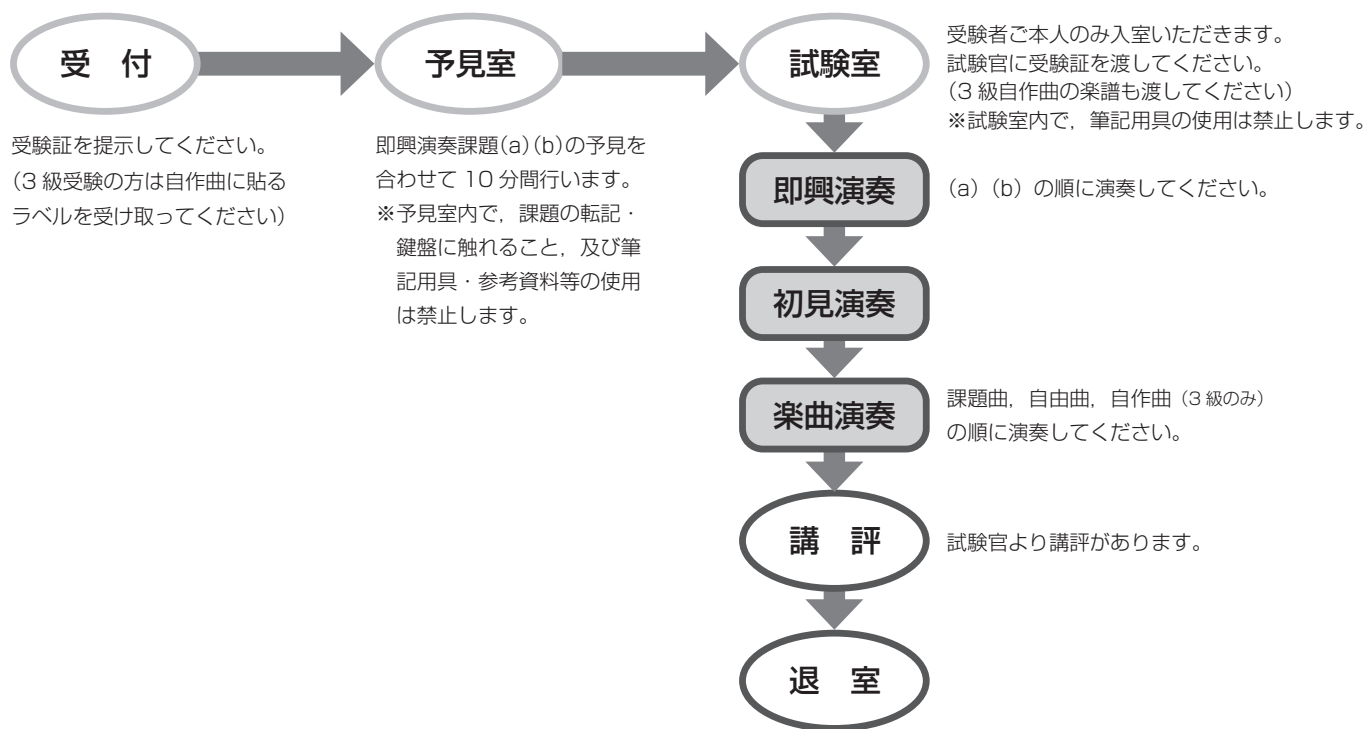 受　付
受験証を提示してください。
(3 級受験の方は自作曲に貼る
ラベルを受け取ってください)
予見室
即興演奏課題(a)(b)の予見を
合わせて 10 分間行います。
※予見室内で，課題の転記・
鍵盤に触れること，及び筆
記用具・参考資料等の使用
は禁止します。
試験室
受験者ご本人のみ入室いただきます。
試験官に受験証を渡してください。
(3 級自作曲の楽譜も渡してください)
※試験室内で，筆記用具の使用は禁止します。
即興演奏
(a) (b) の順に演奏してください。
初見演奏
楽曲演奏
課題曲，自由曲，自作曲 (3 級のみ)
の順に演奏してください。
講　評
試験官より講評があります。
退　室